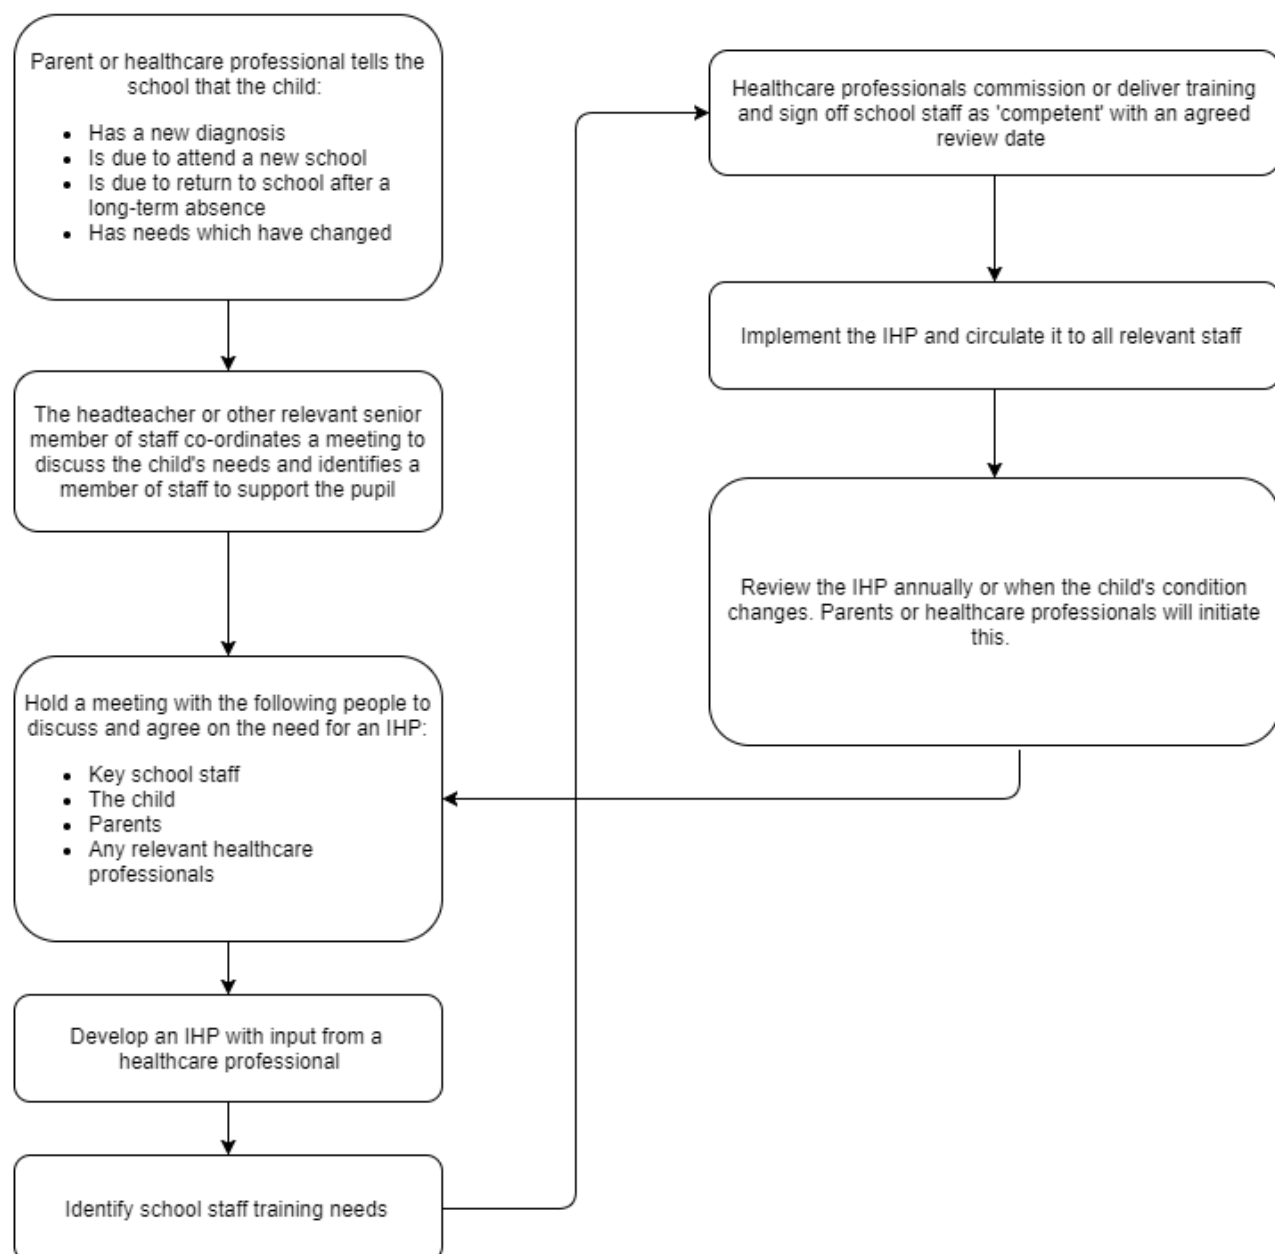 Parent or healthcare professional tells the
school that the child:
• Has a new diagnosis
• Is due to attend a new school
• Is due to return to school after a
long-term absence
• Has needs which have changed
The headteacher or other relevant senior
member of staff co-ordinates a meeting to
discuss the child's needs and identifies a
member of staff to support the pupil
Hold a meeting with the following people to
discuss and agree on the need for an IHP:
• Key school staff
• The child
• Parents
• Any relevant healthcare
professionals
Develop an IHP with input from a
healthcare professional
Identify school staff training needs
Healthcare professionals commission or deliver training
and sign off school staff as 'competent' with an agreed
review date
Implement the IHP and circulate it to all relevant staff
Review the IHP annually or when the child's condition
changes. Parents or healthcare professionals will initiate
this.